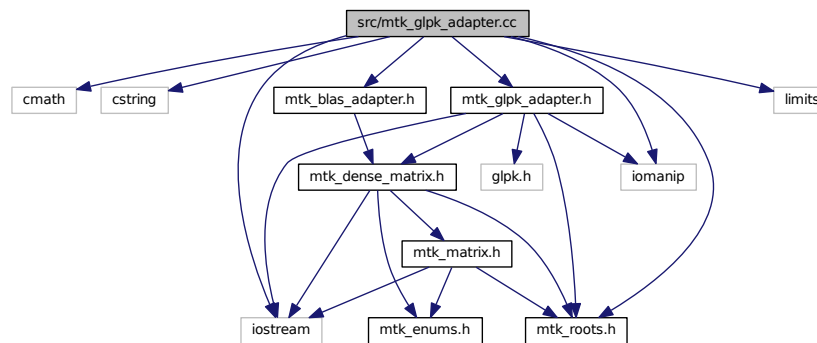 src/mtk_glpk_adapter.cc
cmath
cstring
mtk_blas_adapter.h
mtk_glpk_adapter.h
limits
mtk_dense_matrix.h
glpk.h
iomanip
mtk_matrix.h
iostream
mtk_enums.h
mtk_roots.h